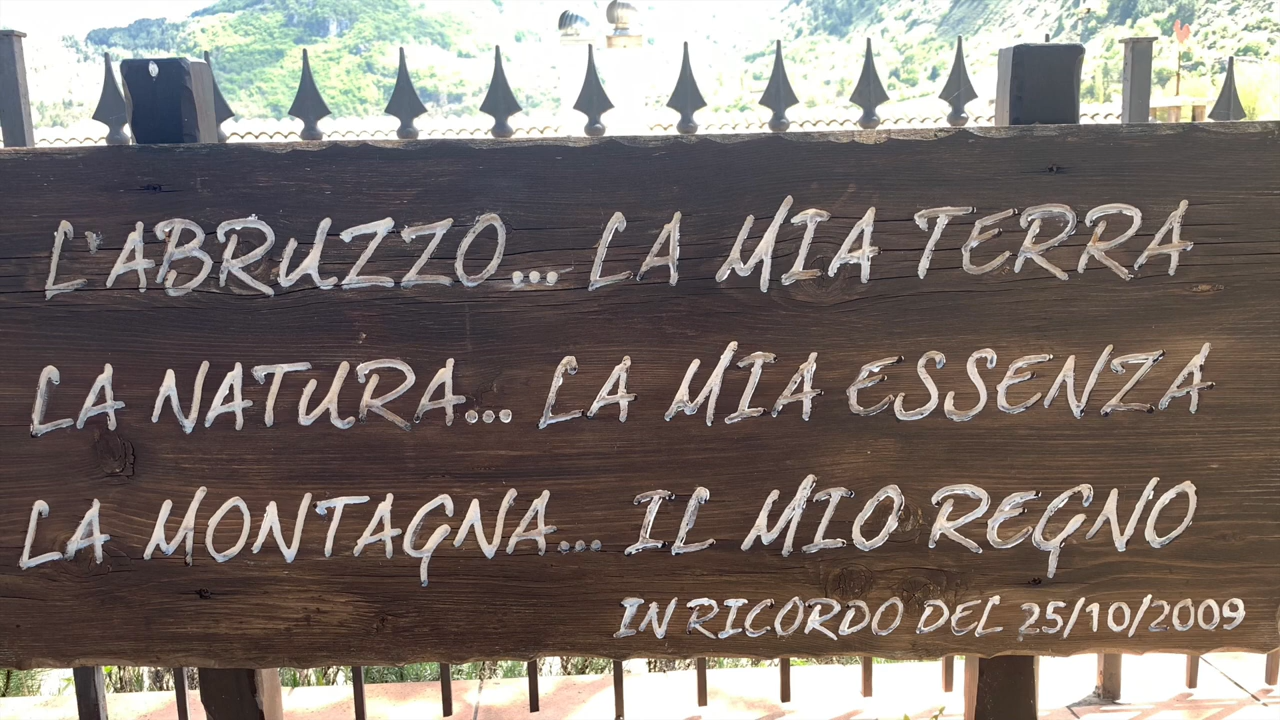 L'ABRUZZO... LA MIA TERRA
LA NATURA... LA MIA ESSENZA
LA MONTAGNA... IL MIO REGNO
IN RICORDO DEL 25/10/2009